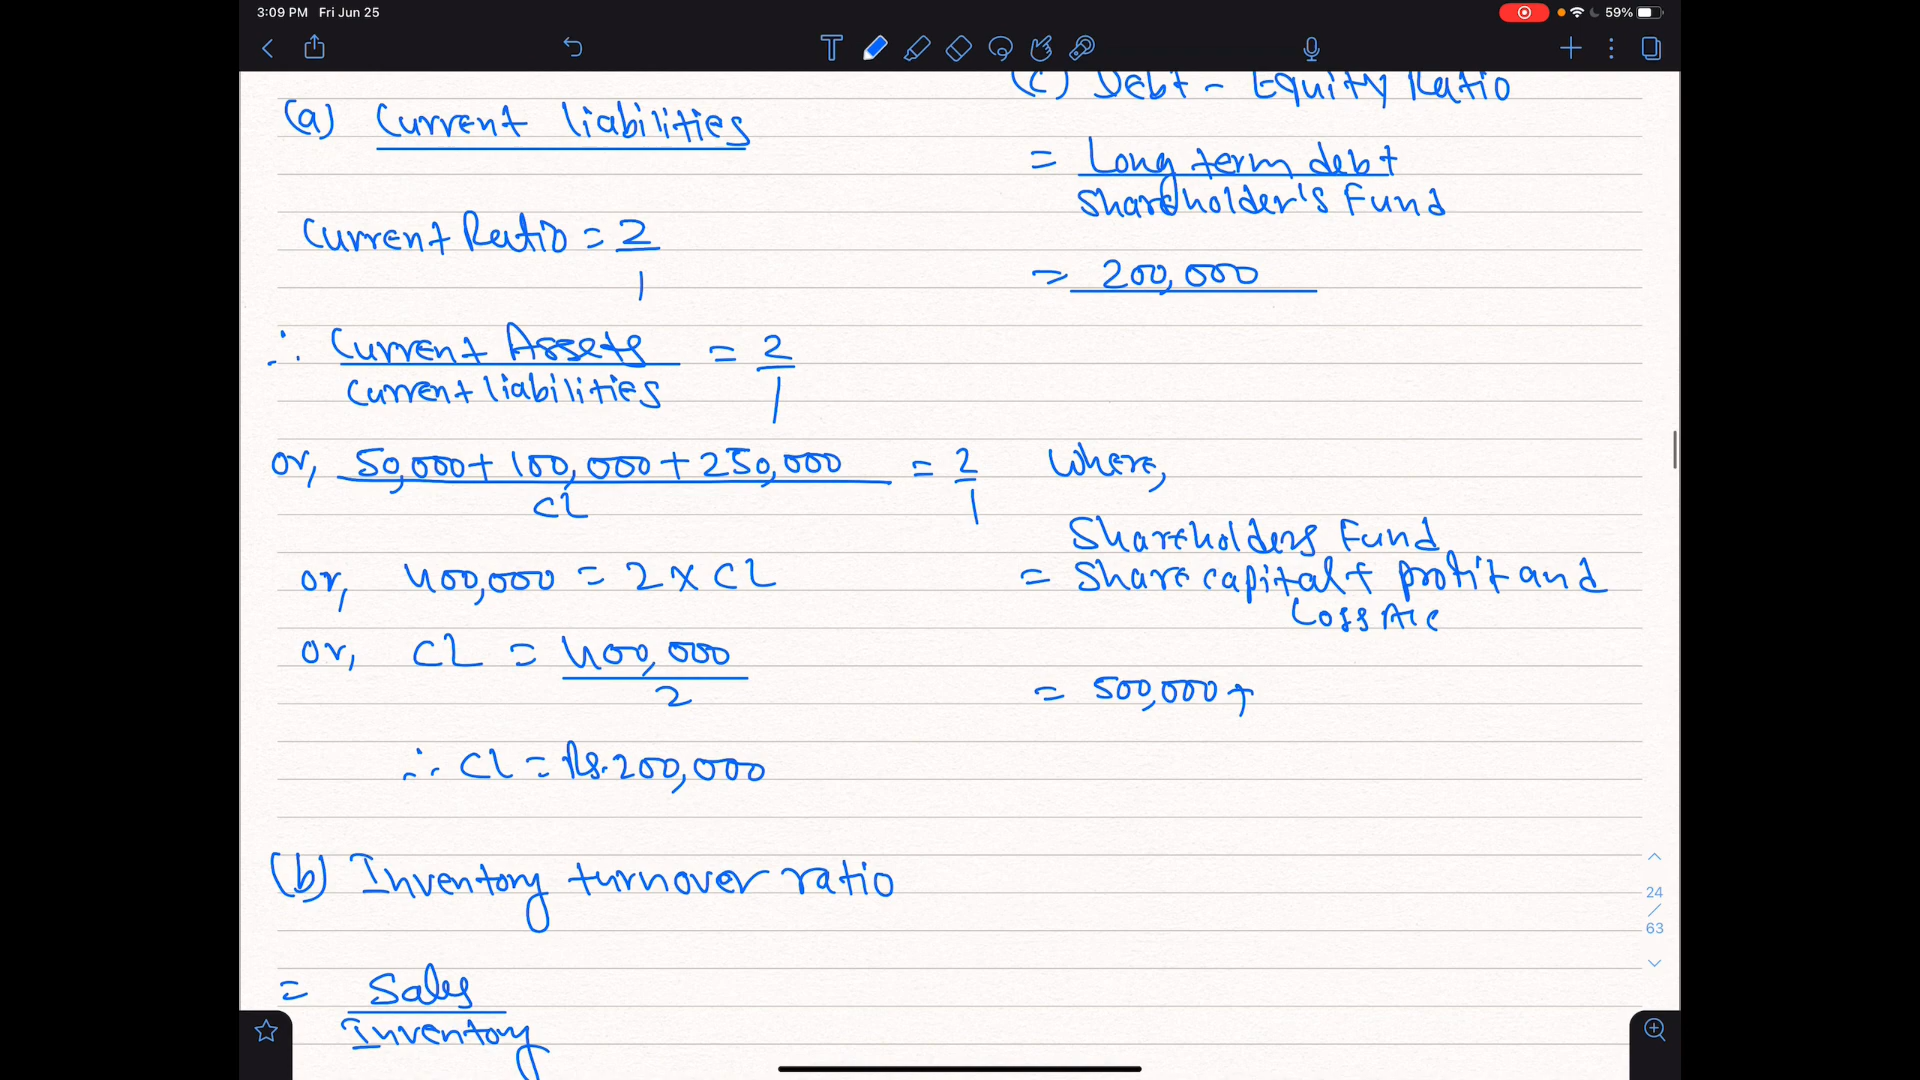 3:09 PM Fri Jun 25
59%
(a) Current liabilities
Current Ratio = 2/1
∴ Current Assets / Current liabilities = 2/1
or, 50,000 + 100,000 + 250,000 / CL = 2/1
or, 400,000 = 2 x CL
or, CL = 400,000 / 2
∴ CL = Rs. 200,000
(b) Inventory turnover ratio
= Sales / Inventory
(c) Debt - Equity Ratio
= Long term debt / Shareholder's Fund
= 200,000
Where,
Shareholders Fund
= Share capital + profit and
Loss A/c
= 500,000 +
24
/
63